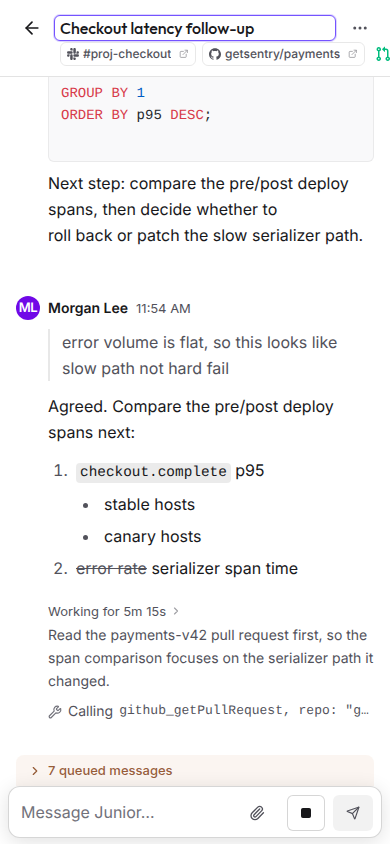 Checkout latency follow-up
#proj-checkout getsentry/payments
GROUP BY 1
ORDER BY p95 DESC;
Next step: compare the pre/post deploy
spans, then decide whether to
roll back or patch the slow serializer path.
ML Morgan Lee 11:54 AM
error volume is flat, so this looks like
slow path not hard fail
Agreed. Compare the pre/post deploy
spans next:
1. checkout.complete p95
• stable hosts
• canary hosts
2. error rate serializer span time
Working for 5m 15s
Read the payments-v42 pull request first, so the
span comparison focuses on the serializer path it
changed.
Calling github_getPullRequest, repo: "g…
7 queued messages
Message Junior...